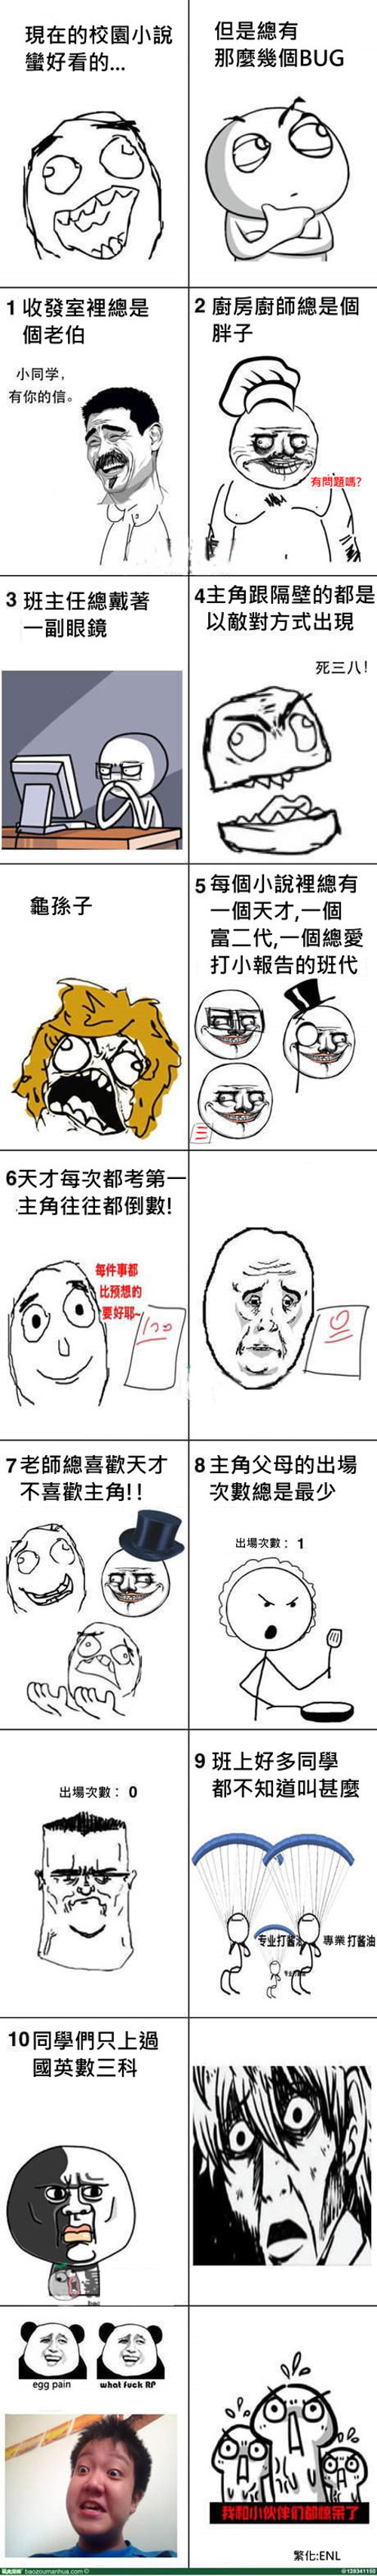 現在的校園小說
蠻好看的...
但是總有
那麼幾個BUG
1 收發室裡總是
個老伯
小同学，
有你的信。
2 廚房廚師總是個
胖子
有問題嗎?
3 班主任總戴著
一副眼鏡
4主角跟隔壁的都是
以敵對方式出現
死三八！
龜孫子
5 每個小說裡總有
一個天才,一個
富二代,一個總愛
打小報告的班代
三
6天才每次都考第一
主角往往都倒數!
每件事都
比預想的
要好耶~
100
0
7 老師總喜歡天才
不喜歡主角!!
8 主角父母的出場
次數總是最少
出場次數： 1
出場次數： 0
9 班上好多同學
都不知道叫甚麼
专业打酱油
專業 打醬油
10同學們只上過
國英數三科
egg pain
what fuck RP
我和小伙伴们都惊呆了
繁化:ENL
baozoumanhua.com ©